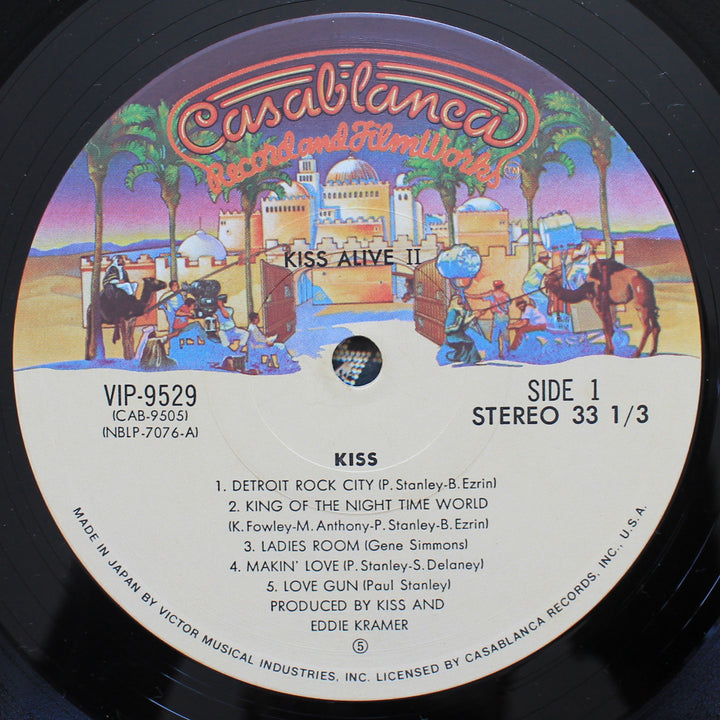 Casablanca
Record and FilmWorks™
KISS ALIVE II
VIP-9529
(CAB-9505)
(NBLP-7076-A)
SIDE 1
STEREO 33 1/3
KISS
1. DETROIT ROCK CITY (P. Stanley-B. Ezrin)
2. KING OF THE NIGHT TIME WORLD
(K. Fowley-M. Anthony-P. Stanley-B. Ezrin)
3. LADIES ROOM (Gene Simmons)
4. MAKIN' LOVE (P. Stanley-S. Delaney)
5. LOVE GUN (Paul Stanley)
PRODUCED BY KISS AND
EDDIE KRAMER
⑤
MADE IN JAPAN BY VICTOR MUSICAL INDUSTRIES, INC. LICENSED BY CASABLANCA RECORDS, INC., U.S.A.